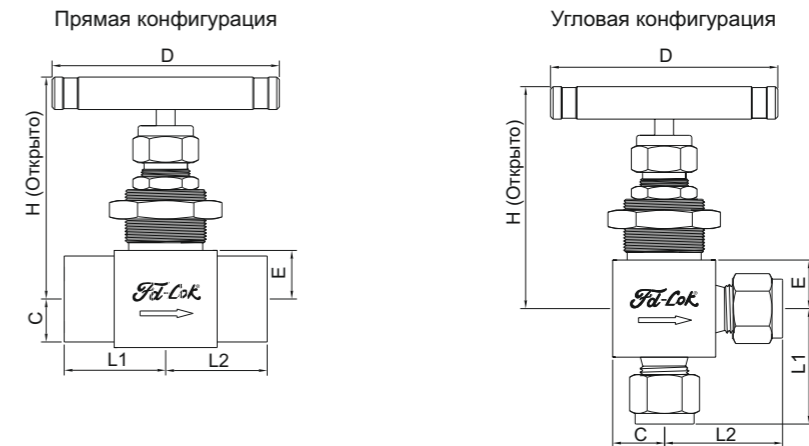 Прямая конфигурация
D
H (Открыто)
E
C
Fd-Lok
L1
L2
Угловая конфигурация
D
H (Открыто)
E
Fd-Lok
L1
C
L2